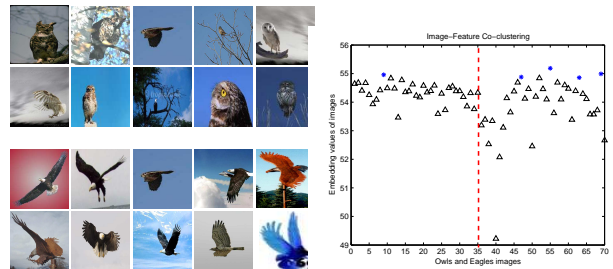 Image-Feature Co-clustering
Embedding values of images
56
55
54
53
52
51
50
49
0 5 10 15 20 25 30 35 40 45 50 55 60 65 70
Owls and Eagles images